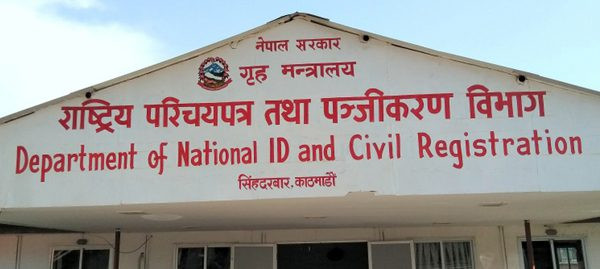 नेपाल सरकार
गृह मन्त्रालय
राष्ट्रिय परिचयपत्र तथा पञ्जीकरण विभाग
Department of National ID and Civil Registration
सिंहदरबार, काठमाडौं